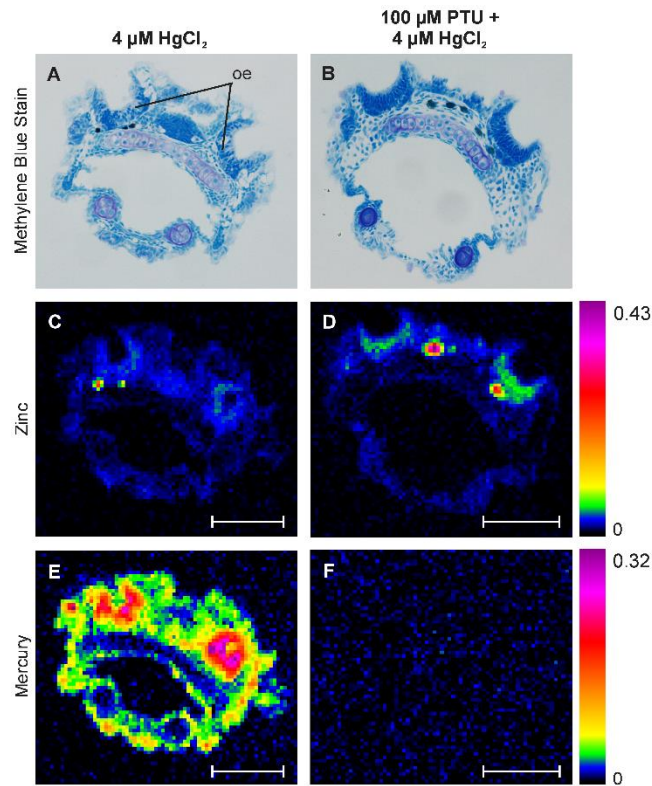 4 µM HgCl₂
100 µM PTU +
4 µM HgCl₂
Methylene Blue Stain
A
oe
B
Zinc
C
D
0.43
0
Mercury
E
F
0.32
0